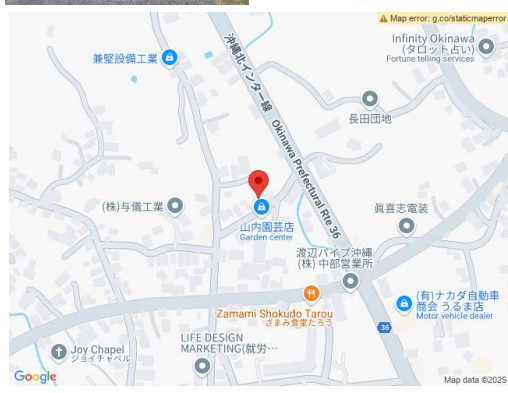 Map error: g.co/staticmaperror
Infinity Okinawa
(タロット占い)
Fortune telling services
兼堅設備工業
沖縄北インター線 Okinawa Prefectural Rte 36
長田団地
(株)与儀工業
山内園芸店
Garden center
眞喜志電装
渡辺パイプ沖縄
(株) 中部営業所
Zamami Shokudo Tarou
ざまみ食堂たろう
(有)ナカダ自動車
商会 うるま店
Motor vehicle dealer
36
Joy Chapel
ジョイチャペル
LIFE DESIGN
MARKETING(就労…
Google
Map data ©2025